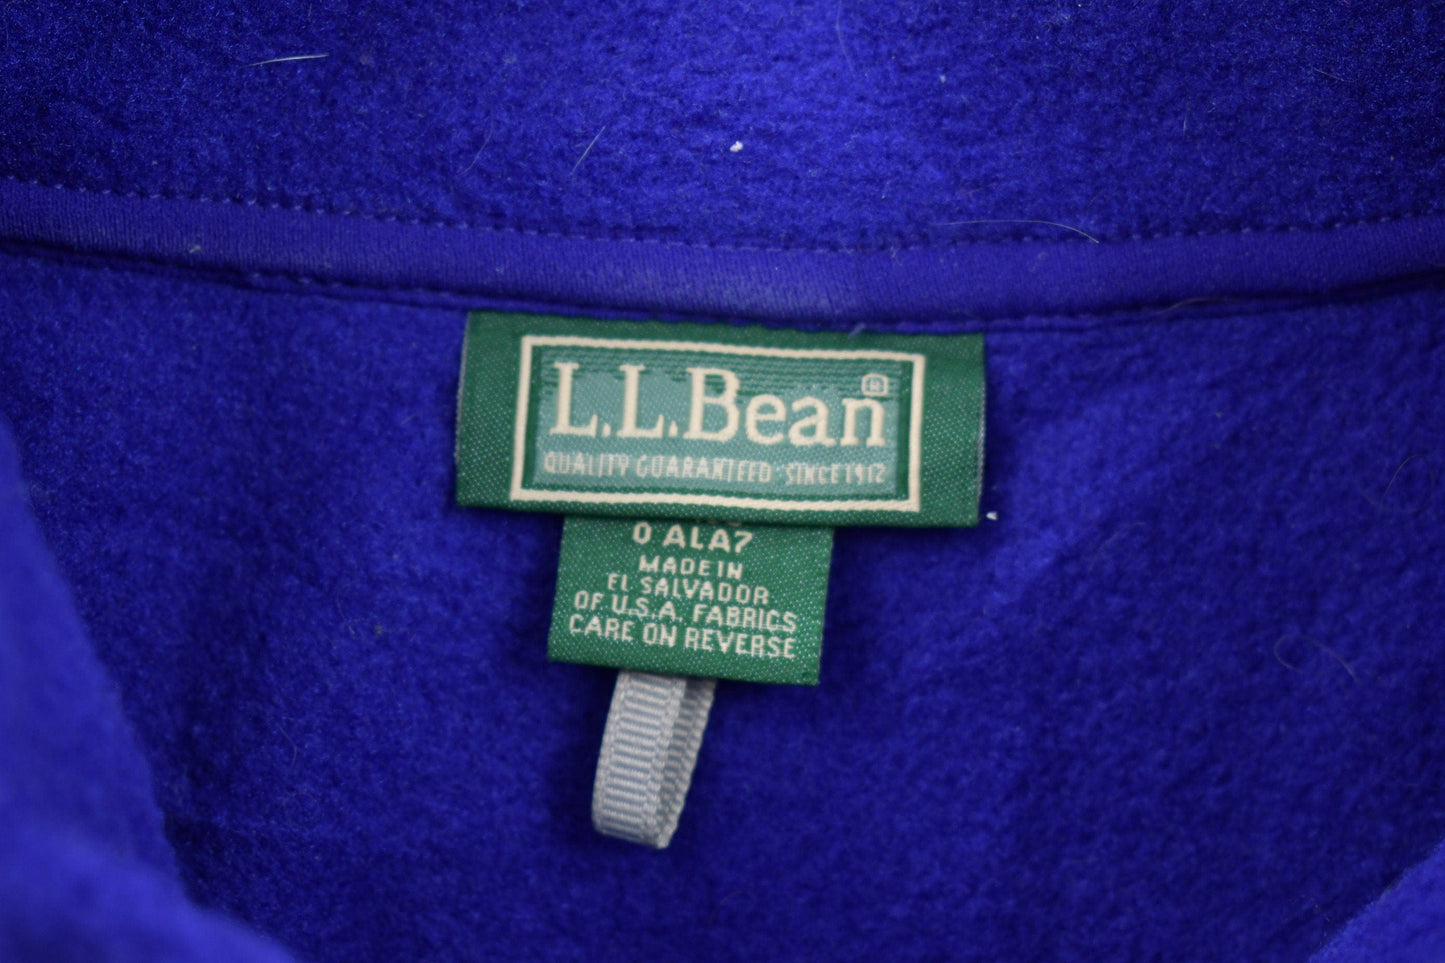 L.L.Bean®
QUALITY GUARANTEED SINCE 1912
0 ALA7
MADE IN
EL SALVADOR
OF U.S.A. FABRICS
CARE ON REVERSE